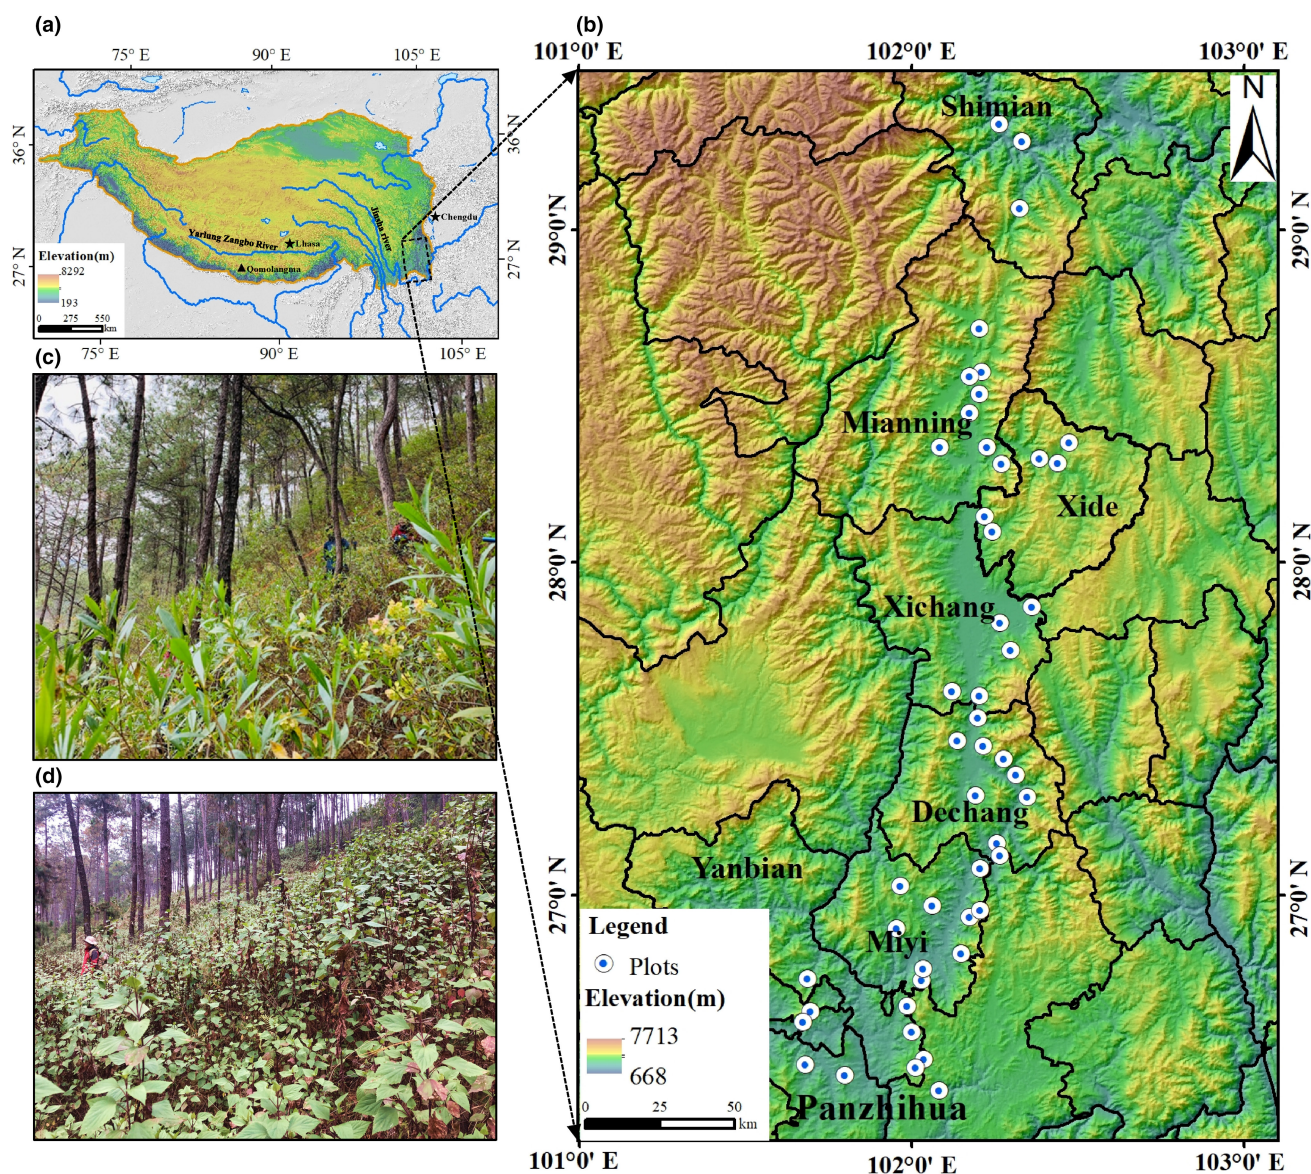 (a)
75° E
90° E
105° E
36° N
36° N
27° N
27° N
Jinsha river
Chengdu
Yarlung Zangbo River
Lhasa
Qomolangma
Elevation(m)
8292
193
0 275 550
km
75° E
90° E
105° E
(b)
101°0' E
102°0' E
103°0' E
N
Shimian
29°0'N
29°0' N
Mianning
Xide
28°0' N
28°0' N
Xichang
Dechang
Yanbian
27°0' N
27°0' N
Miyi
Legend
Plots
Elevation(m)
7713
668
0 25 50
km
Panzhihua
101°0' E
102°0' E
103°0' E
(c)
(d)